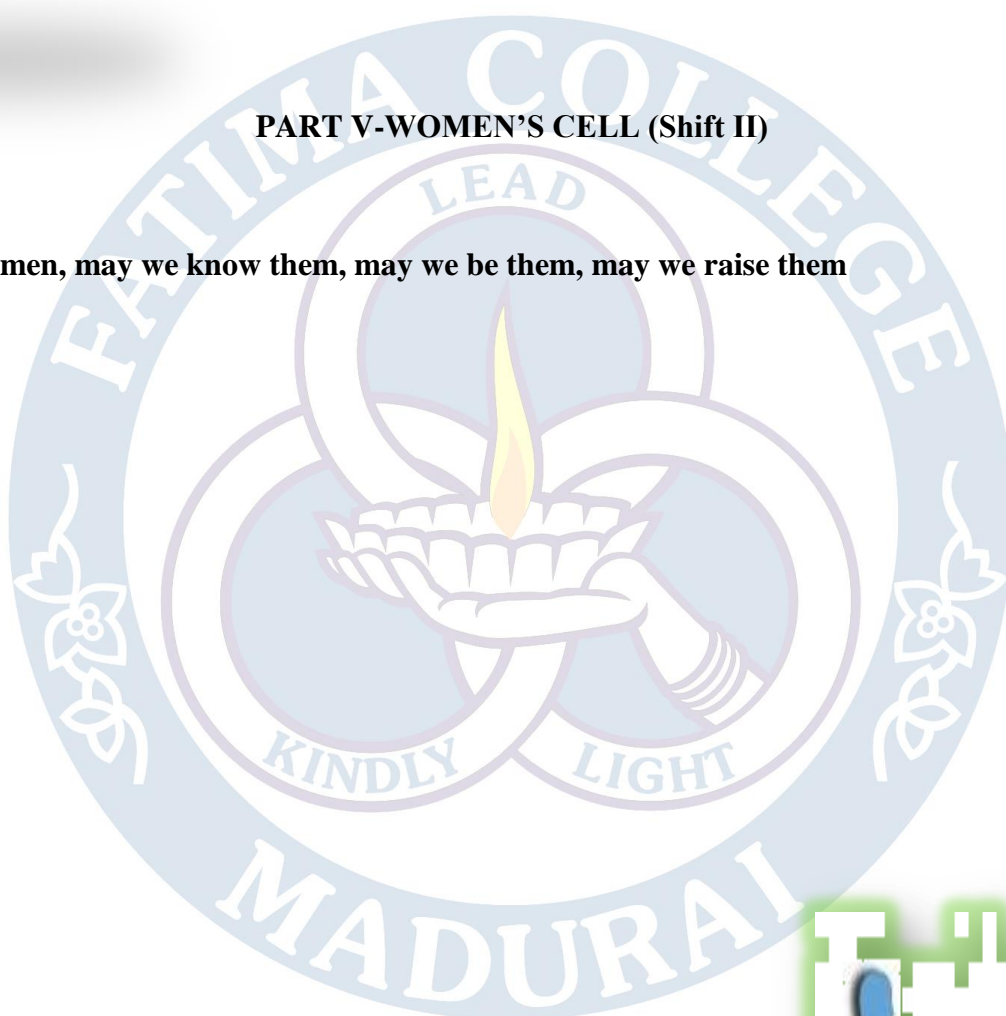 FATIMA COLLEGE
PART V-WOMEN’S CELL (Shift II)
LEAD
men, may we know them, may we be them, may we raise them
KINDLY
LIGHT
MADURAI